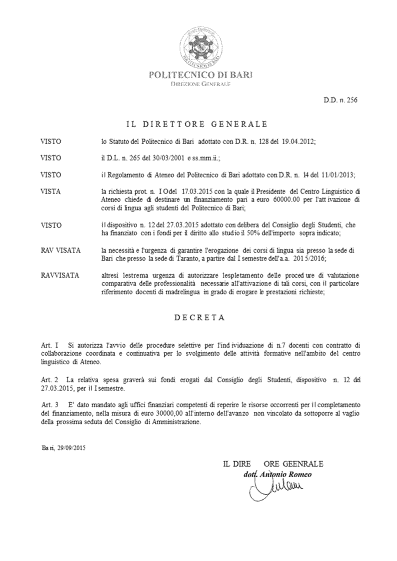 POLITECNICO DI BARI
DIREZIONE GENERALE
D.D. n. 256
IL DIRETTORE GENERALE
VISTO lo Statuto del Politecnico di Bari adottato con D.R. n. 128 del 19.04.2012;
VISTO il D.L. n. 265 del 30/03/2001 e ss.mm.ii.;
VISTO il Regolamento di Ateneo del Politecnico di Bari adottato con D.R. n. 14 del 11/01/2013;
VISTA la richiesta prot. n. I Odel 17.03.2015 con la quale il Presidente del Centro Linguistico di
Ateneo chiede di destinare un finanziamento pari a euro 60000.00 per l'att ivazione di
corsi di lingua agli studenti del Politecnico di Bari;
VISTO il dispositivo n. 12 del 27.03.2015 adottato con delibera del Consiglio degli Studenti, che
ha finanziato con i fondi per il diritto allo studio il 50% dell'importo sopra indicato;
RAV VISATA la necessità e l'urgenza di garantire l'erogazione dei corsi di lingua sia presso la sede di
Bari che presso la sede di Taranto, a partire dal I semestre dell'a.a. 2015/2016;
RAVVISATA altresi lestrema urgenza di autorizzare lespletamento delle procedure di valutazione
comparativa delle professionalità necessarie all'attivazione di tali corsi, con il particolare
riferimento docenti di madrelingua in grado di erogare le prestazioni richieste;
DECRETA
Art. I Si autorizza l'avvio delle procedure selettive per l'individuazione di n.7 docenti con contratto di
collaborazione coordinata e continuativa per lo svolgimento delle attività formative nell'ambito del centro
linguistico di Ateneo.
Art. 2 La relativa spesa graverà sui fondi erogati dal Consiglio degli Studenti, dispositivo n. 12 del
27.03.2015, per il I semestre.
Art. 3 E' dato mandato agli uffici finanziari competenti di reperire le risorse occorrenti per il completamento
del finanziamento, nella misura di euro 30000,00 all'interno dell'avanzo non vincolato da sottoporre al vaglio
della prossima seduta del Consiglio di Amministrazione.
Bari, 29/09/2015
IL DIRE ORE GEENRALE
dott. Antonio Romeo